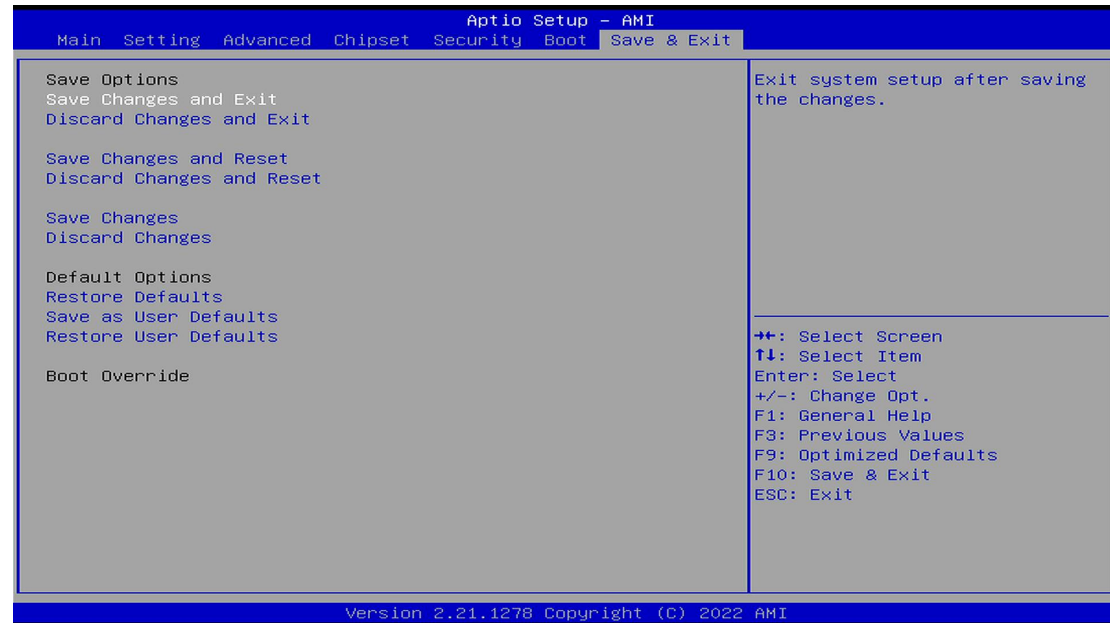 Aptio Setup – AMI
Main Setting Advanced Chipset Security Boot Save & Exit
Save Options
Save Changes and Exit
Discard Changes and Exit
Save Changes and Reset
Discard Changes and Reset
Save Changes
Discard Changes
Default Options
Restore Defaults
Save as User Defaults
Restore User Defaults
Boot Override
Exit system setup after saving
the changes.
→←: Select Screen
↑↓: Select Item
Enter: Select
+/-: Change Opt.
F1: General Help
F3: Previous Values
F9: Optimized Defaults
F10: Save & Exit
ESC: Exit
Version 2.21.1278 Copyright (C) 2022 AMI